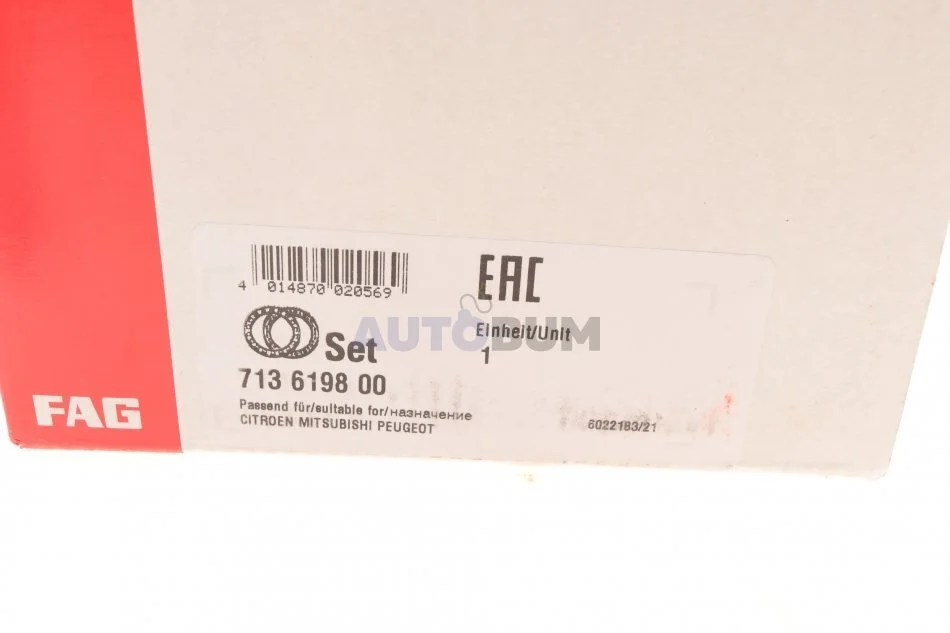 4 014870 020569
EAC
AUTODUM
Einheit/Unit
1
Set
713 6198 00
Passend für/suitable for/назначение
CITROEN MITSUBISHI PEUGEOT
6022183/21
FAG